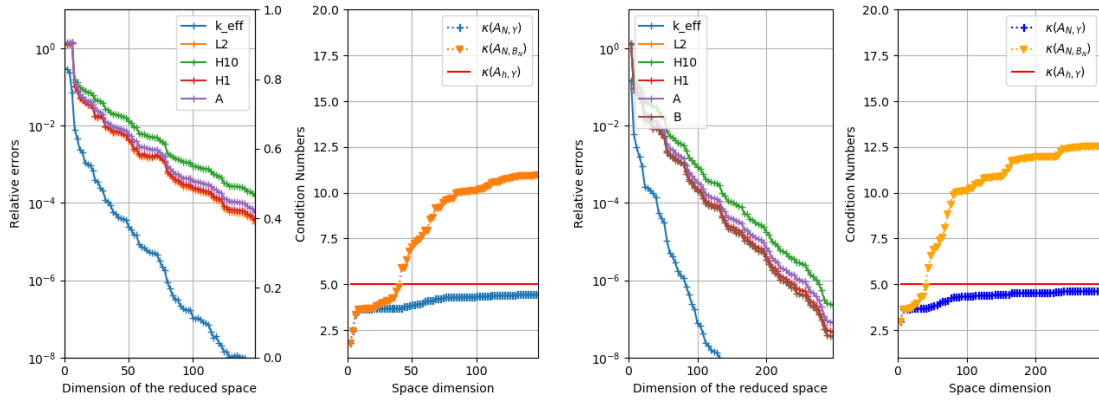 Relative errors
10^0
10^{-2}
10^{-4}
10^{-6}
10^{-8}
0
50
100
Dimension of the reduced space
k_eff
L2
H10
H1
A
1.0
0.8
0.6
0.4
0.2
0.0
Condition Numbers
20.0
17.5
15.0
12.5
10.0
7.5
5.0
2.5
0
50
100
Space dimension
κ(A_{N,Y})
κ(A_{N,B_N})
κ(A_{h,Y})
Relative errors
10^0
10^{-2}
10^{-4}
10^{-6}
10^{-8}
0
100
200
Dimension of the reduced space
k_eff
L2
H10
H1
A
B
Condition Numbers
20.0
17.5
15.0
12.5
10.0
7.5
5.0
2.5
0
100
200
Space dimension
κ(A_{N,Y})
κ(A_{N,B_N})
κ(A_{h,Y})